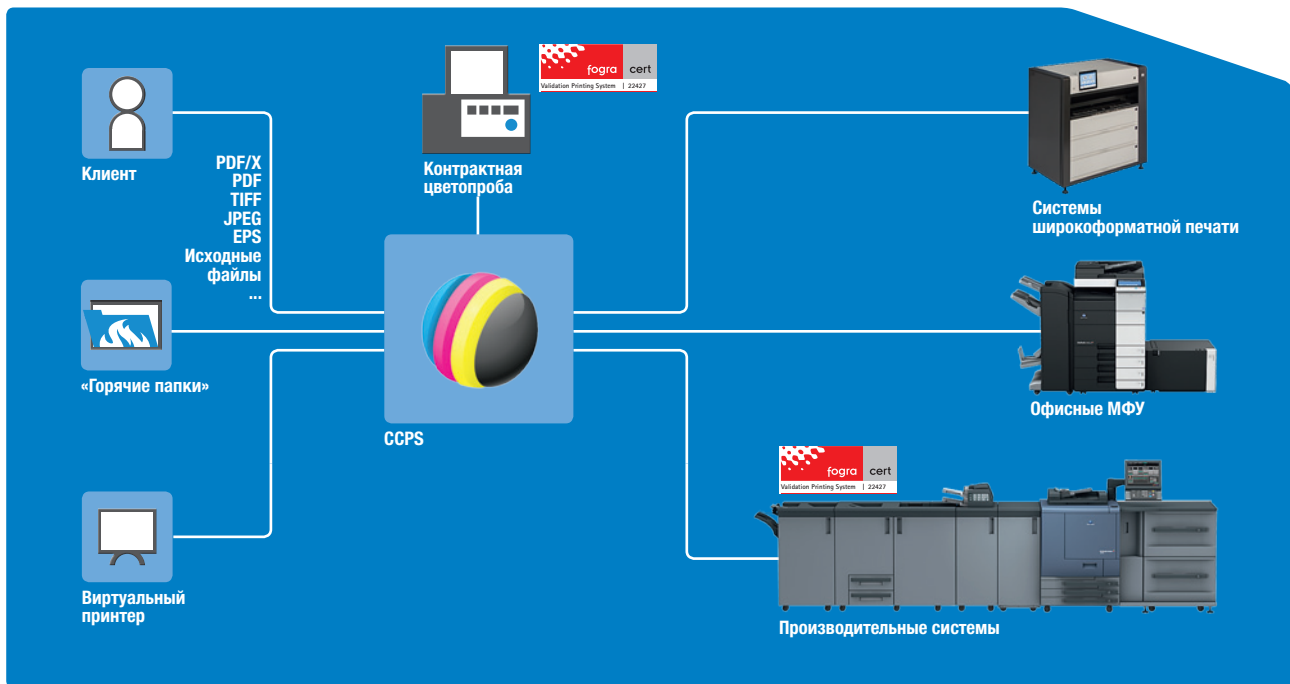 fogra cert
Validation Printing System | 22427
Клиент
PDF/X
PDF
TIFF
JPEG
EPS
Исходные
файлы
...
Контрактная
цветопроба
Системы
широкоформатной печати
«Горячие папки»
CCPS
Офисные МФУ
fogra cert
Validation Printing System | 22427
Виртуальный
принтер
Производительные системы